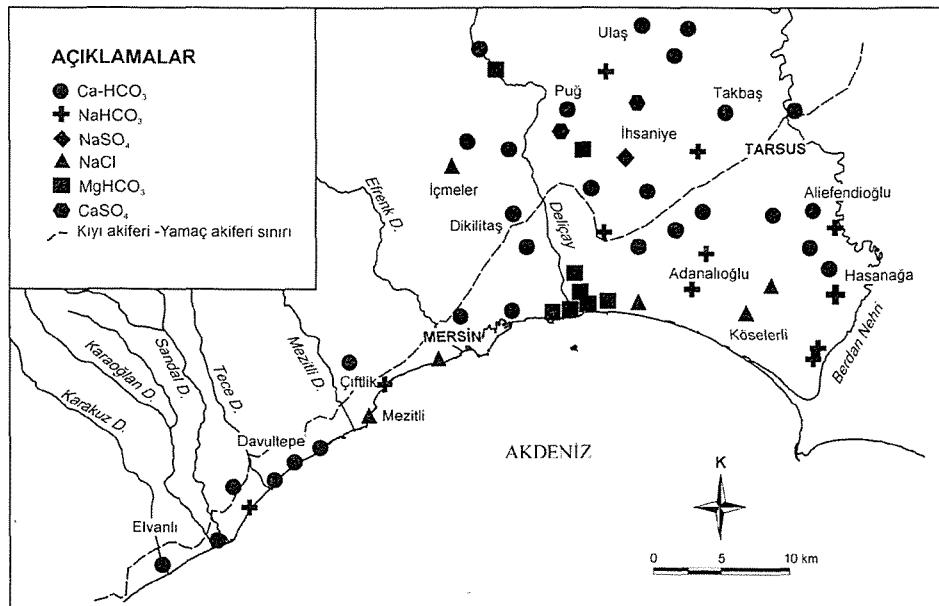 AÇIKLAMALAR
Ca-HCO₃
NaHCO₃
NaSO₄
NaCl
MgHCO₃
CaSO₄
Kıyı akiferi -Yamaç akiferi sınırı
Ulaş
Puğ
Takbaş
İhsaniye
TARSUS
İçmeler
Aliefendioğlu
Efrenk D.
Dikilitaş
Deliçay
Adanalıoğlu
Hasanağa
Köselerli
Berdan Nehri
MERSİN
Mezitli D.
Çiftlik
Mezitli
Tece D.
Sandal D.
Karaoğlan D.
Karakuz D.
Davultepe
AKDENİZ
Elvanlı
K
0 5 10 km